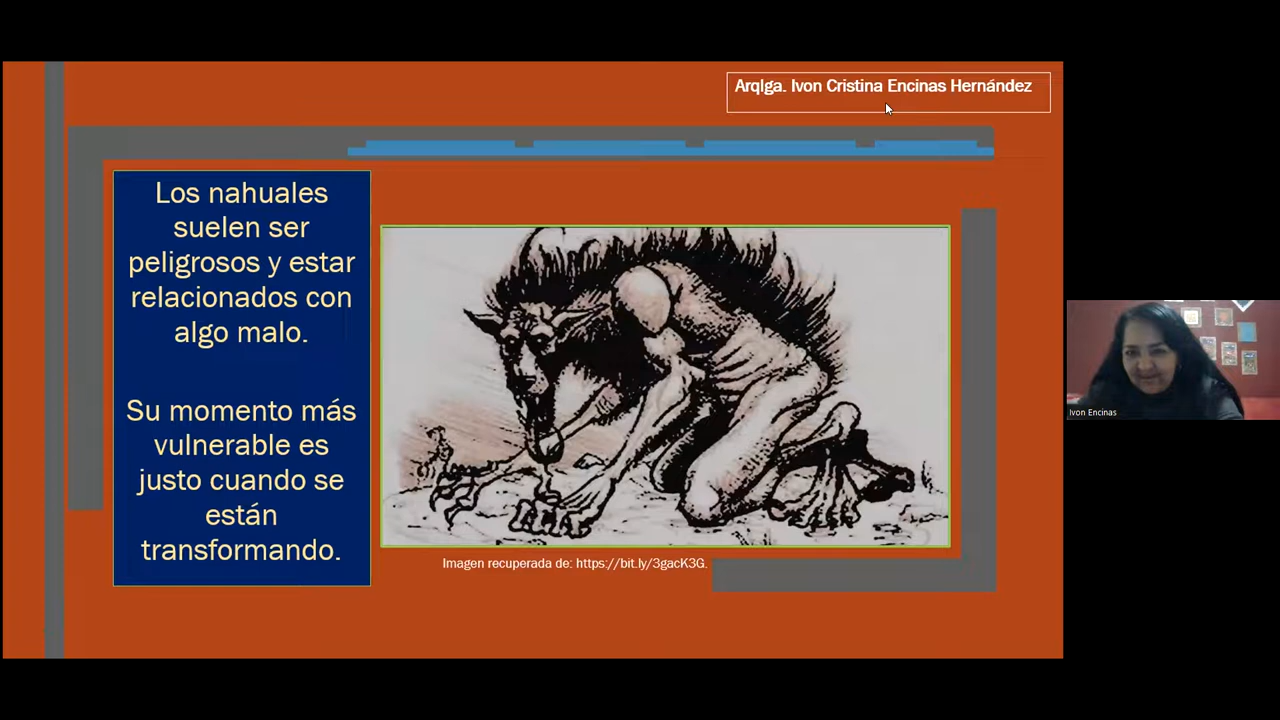 Arqlga. Ivon Cristina Encinas Hernández
Los nahuales
suelen ser
peligrosos y estar
relacionados con
algo malo.
Su momento más
vulnerable es
justo cuando se
están
transformando.
Imagen recuperada de: https://bit.ly/3gacK3G.
Ivon Encinas